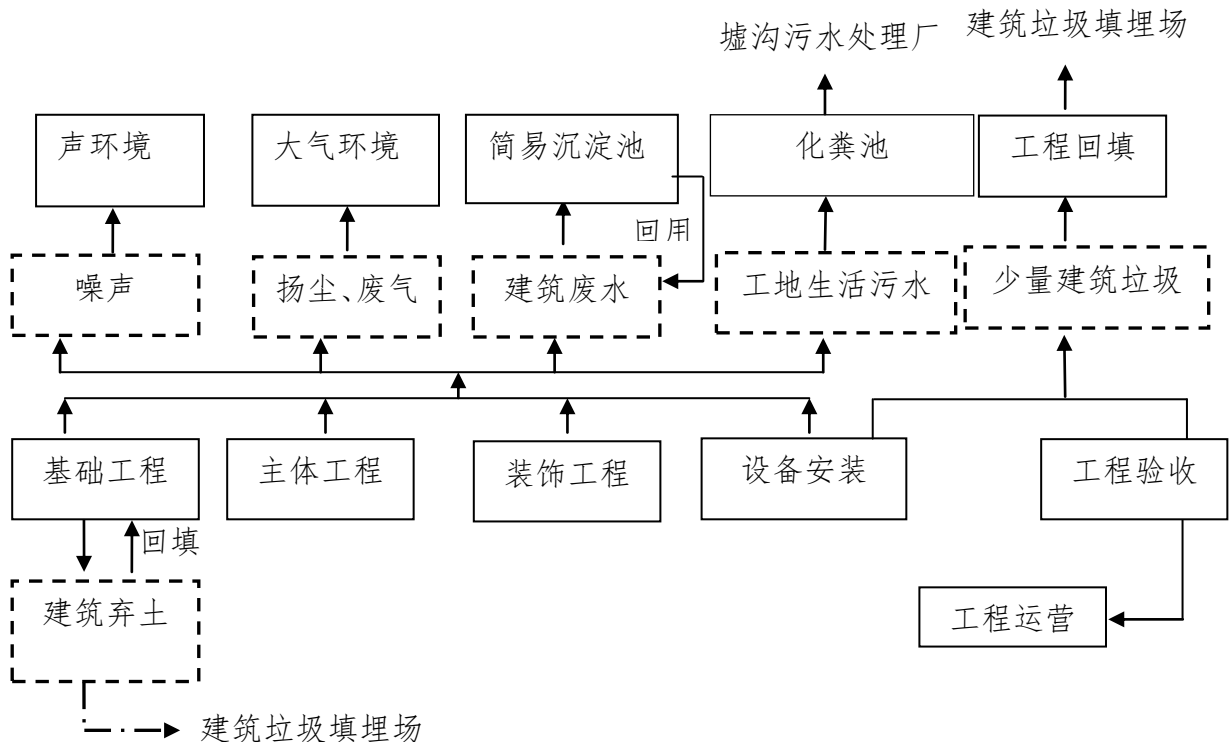 墟沟污水处理厂
建筑垃圾填埋场
声环境
大气环境
简易沉淀池
化粪池
工程回填
回用
噪声
扬尘、废气
建筑废水
工地生活污水
少量建筑垃圾
基础工程
主体工程
装饰工程
设备安装
工程验收
回填
建筑弃土
工程运营
建筑垃圾填埋场